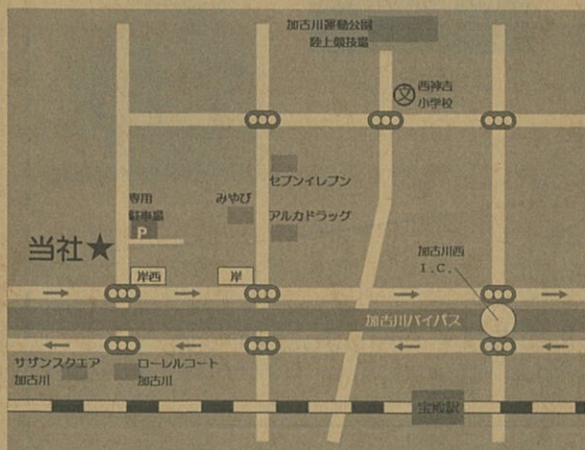 加古川運動公園
陸上競技場
西神吉
小学校
セブンイレブン
専用
駐車場
P
みゆび
アルカドラッグ
当社★
加古川西
I.C.
岸西
岸
加古川バイパス
サザンスクエア
加古川
ローレルコート
加古川
宝殿駅